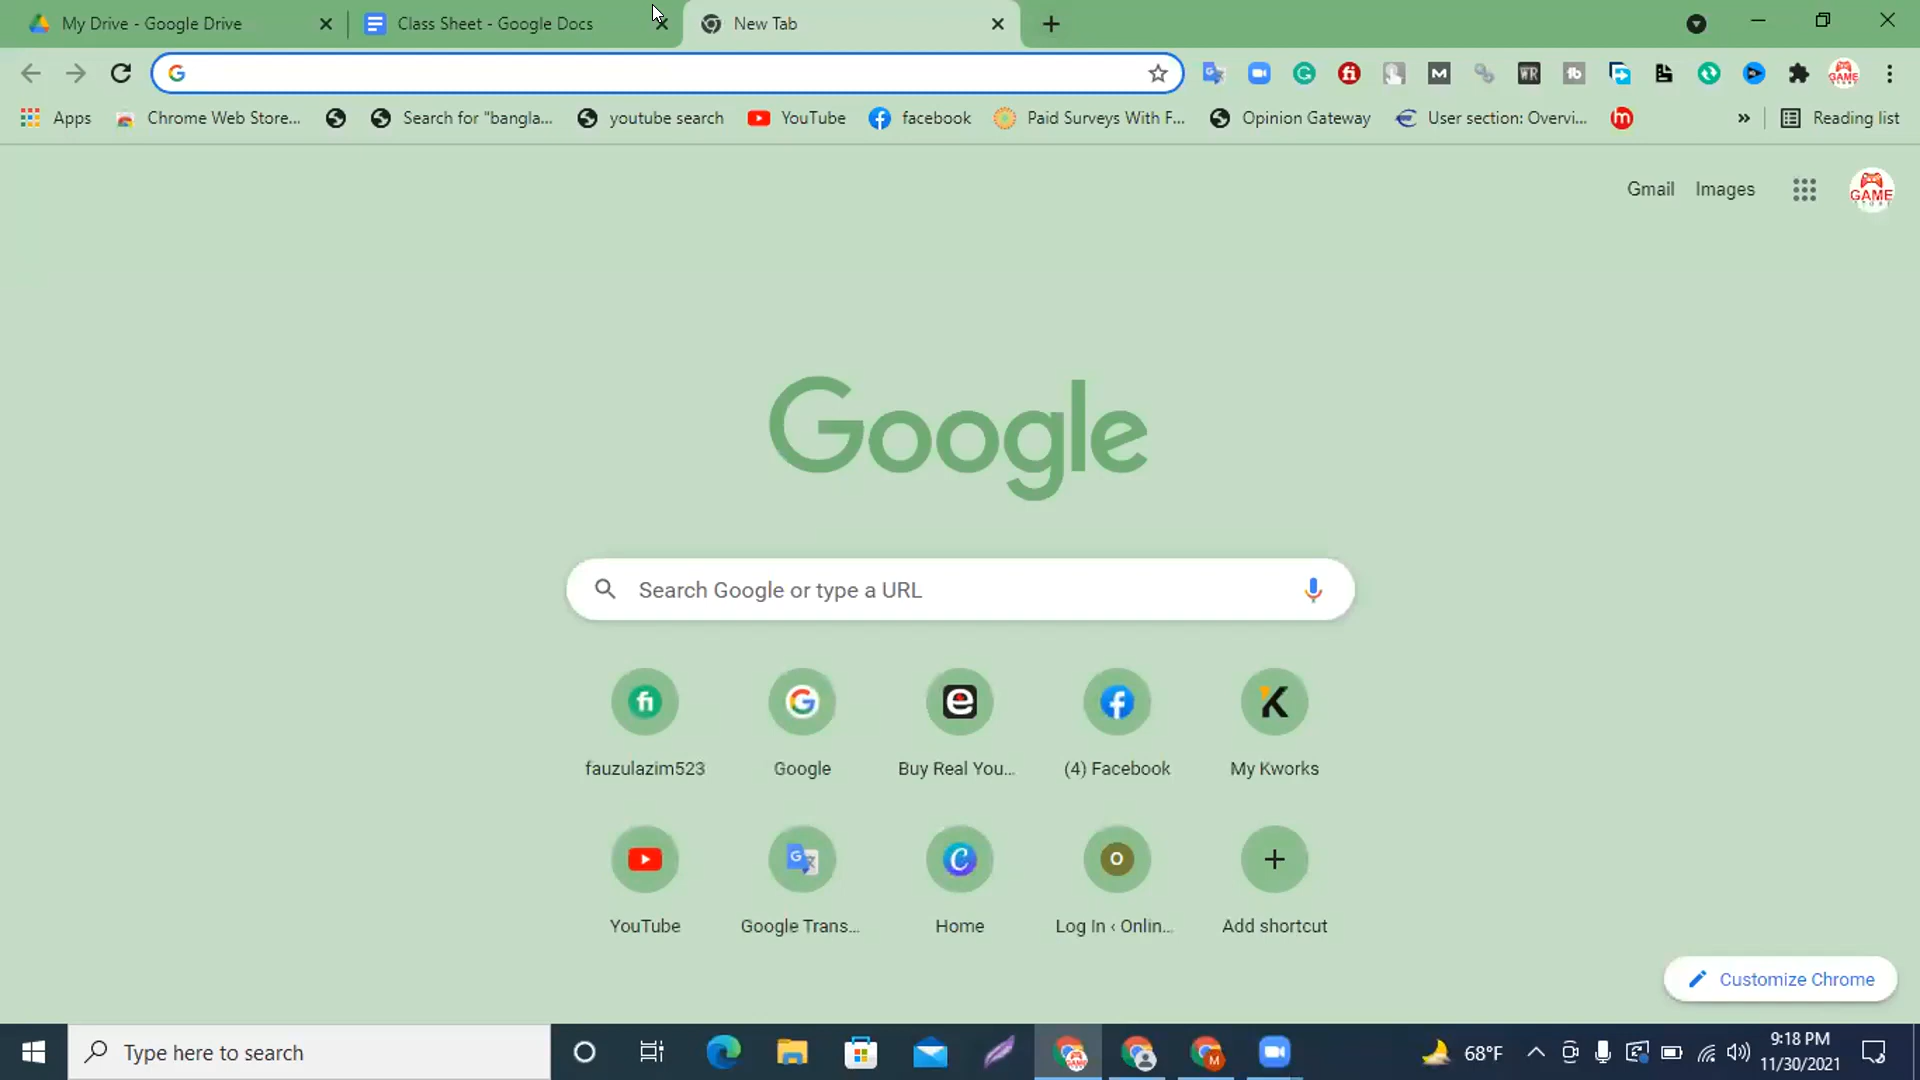 My Drive - Google Drive
Class Sheet - Google Docs
New Tab
Apps
Chrome Web Store...
Search for "bangla...
youtube search
YouTube
facebook
Paid Surveys With F...
Opinion Gateway
User section: Overvi...
Reading list
Gmail
Images
GAME
Google
Search Google or type a URL
fauzulazim523
Google
Buy Real You...
(4) Facebook
My Kworks
YouTube
Google Trans...
Home
Log In ‹ Onlin...
Add shortcut
Customize Chrome
Type here to search
68°F
9:18 PM
11/30/2021